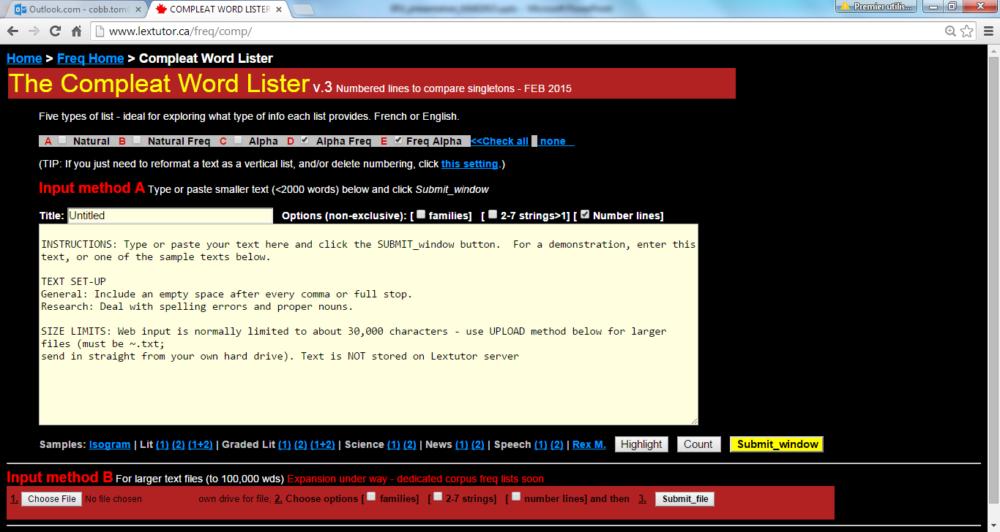 Outlook.com - cobb.tom
COMPLEAT WORD LISTER
Microsoft PowerPoint
Premier utilis...
www.lextutor.ca/freq/comp/
Home > Freq Home > Compleat Word Lister
The Compleat Word Lister v.3 Numbered lines to compare singletons - FEB 2015
Five types of list - ideal for exploring what type of info each list provides. French or English.
A Natural B Natural Freq C Alpha D Alpha Freq E Freq Alpha <<Check all none
(TIP: If you just need to reformat a text as a vertical list, and/or delete numbering, click this setting.)
Input method A Type or paste smaller text (<2000 words) below and click Submit_window
Title: Untitled Options (non-exclusive): [ families] [ 2-7 strings>1] [ Number lines]
INSTRUCTIONS: Type or paste your text here and click the SUBMIT_window button. For a demonstration, enter this
text, or one of the sample texts below.
TEXT SET-UP
General: Include an empty space after every comma or full stop.
Research: Deal with spelling errors and proper nouns.
SIZE LIMITS: Web input is normally limited to about 30,000 characters - use UPLOAD method below for larger
files (must be ~.txt;
send in straight from your own hard drive). Text is NOT stored on Lextutor server
Samples: Isogram | Lit (1) (2) (1+2) | Graded Lit (1) (2) (1+2) | Science (1) (2) | News (1) (2) | Speech (1) (2) | Rex M. Highlight Count Submit_window
Input method B For larger text files (to 100,000 wds) Expansion under way - dedicated corpus freq lists soon
1. Choose File No file chosen own drive for file; 2. Choose options [ families] [ 2-7 strings] [ number lines] and then 3. Submit_file